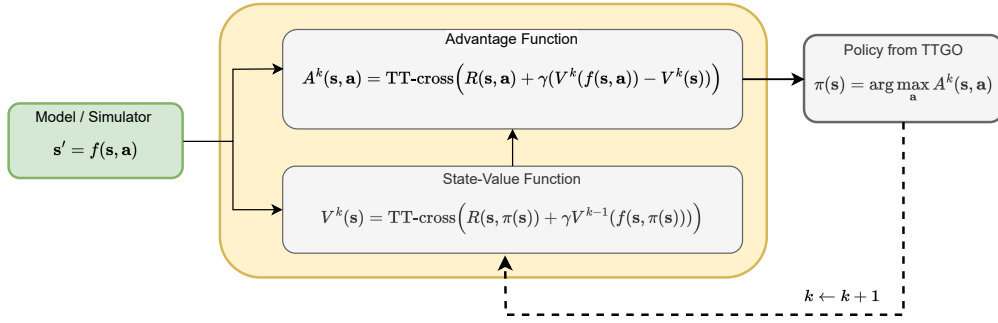 Model / Simulator
s′ = f(s, a)
Advantage Function
A^k(s, a) = TT-cross(R(s, a) + γ(V^k(f(s, a)) − V^k(s)))
State-Value Function
V^k(s) = TT-cross(R(s, π(s)) + γV^{k−1}(f(s, π(s))))
Policy from TTGO
π(s) = arg max_a A^k(s, a)
k ← k + 1